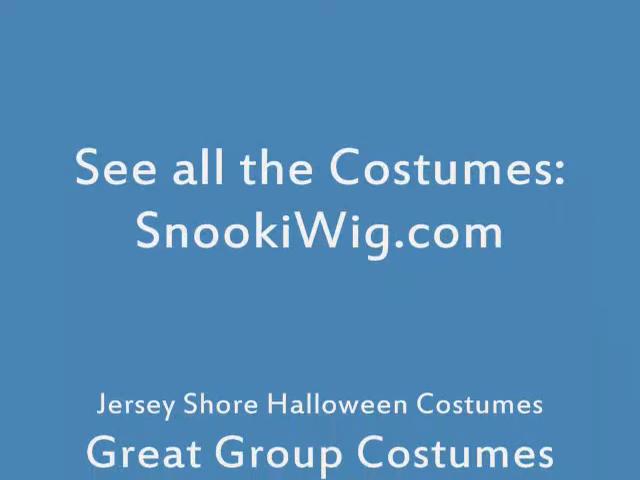 See all the Costumes:
SnookiWig.com
Jersey Shore Halloween Costumes
Great Group Costumes